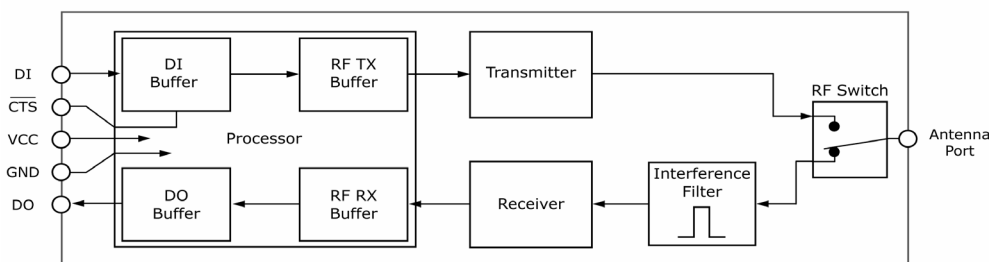 DI
CTS
VCC
GND
DO
DI
Buffer
RF TX
Buffer
Processor
DO
Buffer
RF RX
Buffer
Transmitter
Receiver
Interference
Filter
RF Switch
Antenna
Port